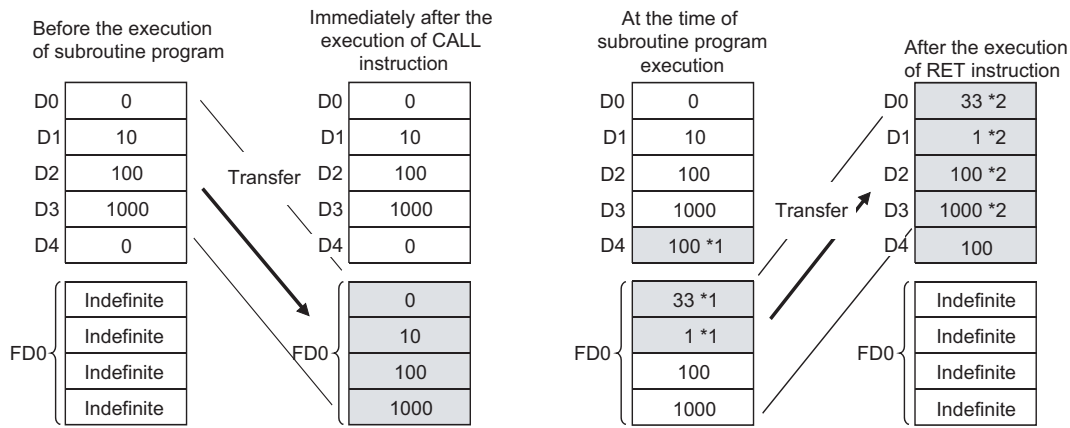 Before the execution
of subroutine program
D0 0
D1 10
D2 100
D3 1000
D4 0
FD0
Indefinite
Indefinite
Indefinite
Indefinite
Transfer
Immediately after the
execution of CALL
instruction
D0 0
D1 10
D2 100
D3 1000
D4 0
FD0
0
10
100
1000
At the time of
subroutine program
execution
D0 0
D1 10
D2 100
D3 1000
D4 100 *1
FD0
33 *1
1 *1
100
1000
Transfer
After the execution
of RET instruction
D0 33 *2
D1 1 *2
D2 100 *2
D3 1000 *2
D4 100
FD0
Indefinite
Indefinite
Indefinite
Indefinite